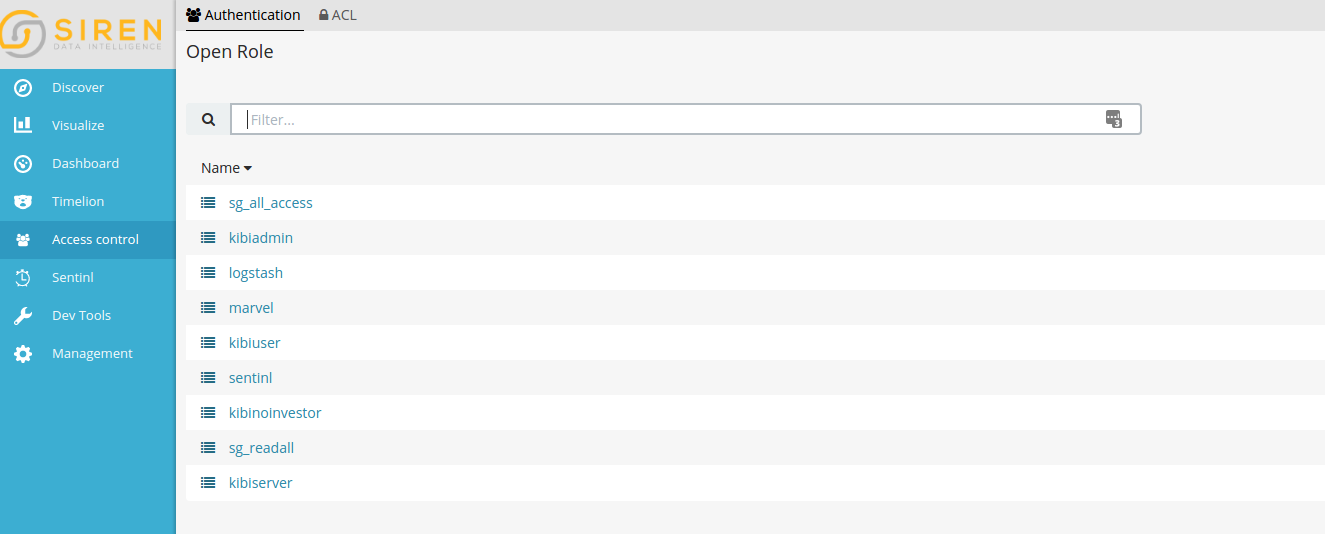 SIREN
DATA INTELLIGENCE
Discover
Visualize
Dashboard
Timelion
Access control
Sentinl
Dev Tools
Management
Authentication ACL
Open Role
Filter...
3
Name
sg_all_access
kibiadmin
logstash
marvel
kibiuser
sentinl
kibinoinvestor
sg_readall
kibiserver